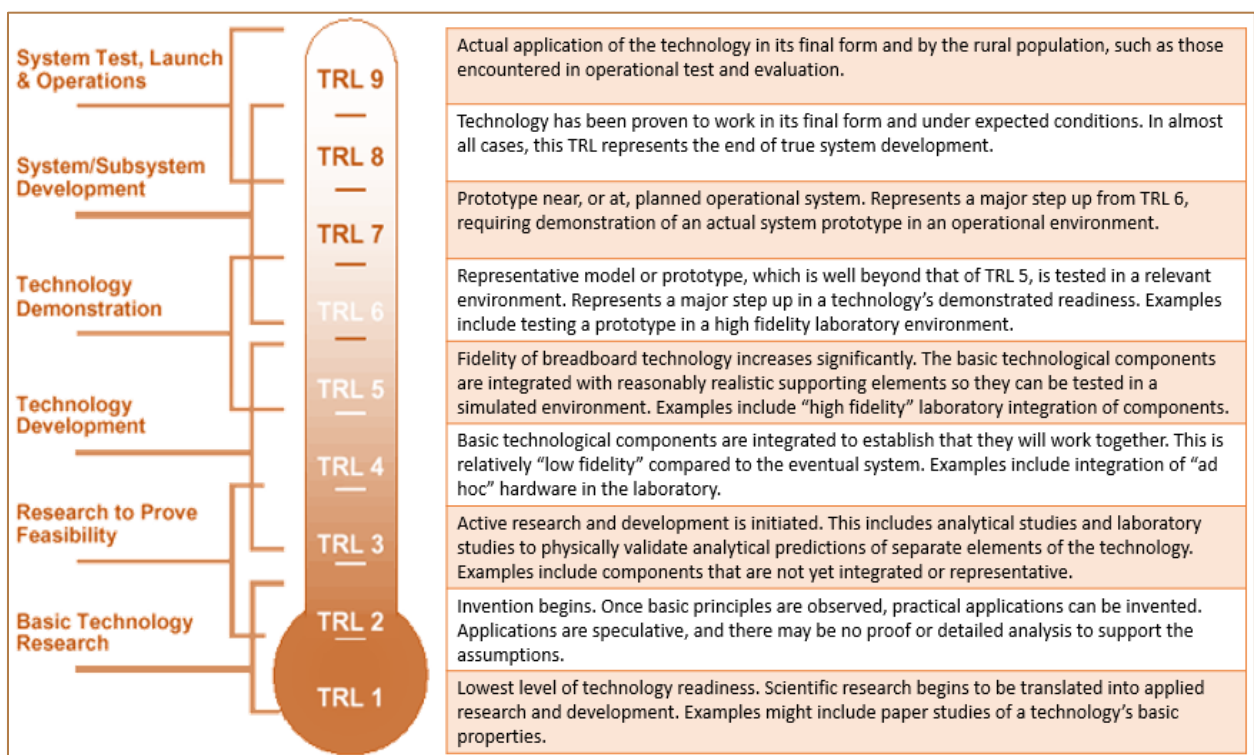 System Test, Launch
& Operations
System/Subsystem
Development
Technology
Demonstration
Technology
Development
Research to Prove
Feasibility
Basic Technology
Research
TRL 9
TRL 8
TRL 7
TRL 6
TRL 5
TRL 4
TRL 3
TRL 2
TRL 1
Actual application of the technology in its final form and by the rural population, such as those
encountered in operational test and evaluation.
Technology has been proven to work in its final form and under expected conditions. In almost
all cases, this TRL represents the end of true system development.
Prototype near, or at, planned operational system. Represents a major step up from TRL 6,
requiring demonstration of an actual system prototype in an operational environment.
Representative model or prototype, which is well beyond that of TRL 5, is tested in a relevant
environment. Represents a major step up in a technology’s demonstrated readiness. Examples
include testing a prototype in a high fidelity laboratory environment.
Fidelity of breadboard technology increases significantly. The basic technological components
are integrated with reasonably realistic supporting elements so they can be tested in a
simulated environment. Examples include “high fidelity” laboratory integration of components.
Basic technological components are integrated to establish that they will work together. This is
relatively “low fidelity” compared to the eventual system. Examples include integration of “ad
hoc” hardware in the laboratory.
Active research and development is initiated. This includes analytical studies and laboratory
studies to physically validate analytical predictions of separate elements of the technology.
Examples include components that are not yet integrated or representative.
Invention begins. Once basic principles are observed, practical applications can be invented.
Applications are speculative, and there may be no proof or detailed analysis to support the
assumptions.
Lowest level of technology readiness. Scientific research begins to be translated into applied
research and development. Examples might include paper studies of a technology’s basic
properties.